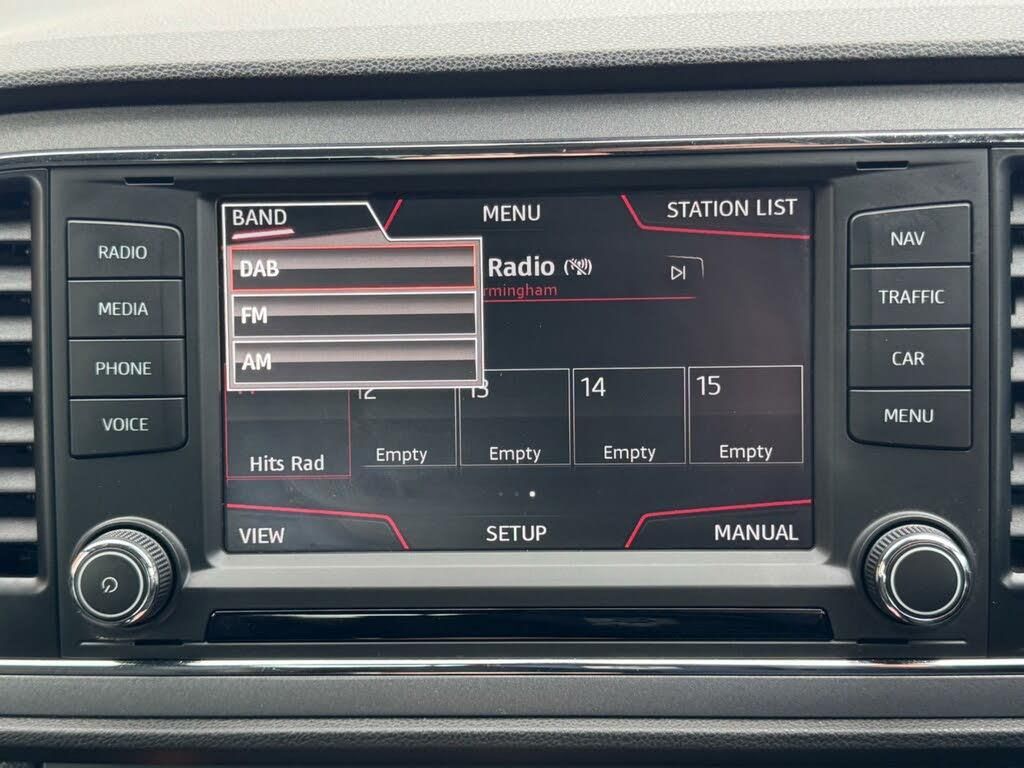 BAND
MENU
STATION LIST
DAB
Radio
rmingham
FM
AM
12
13
14
15
Hits Rad
Empty
Empty
Empty
Empty
VIEW
SETUP
MANUAL
RADIO
MEDIA
PHONE
VOICE
NAV
TRAFFIC
CAR
MENU